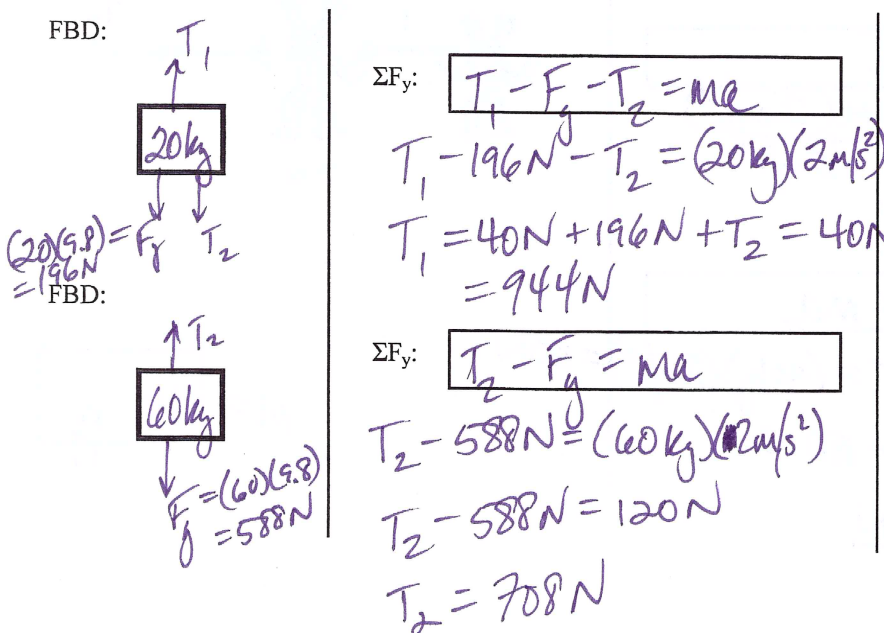 FBD:
T₁
20kg
(20)(9.8) = Fg T₂
= 196N
FBD:
T₂
60kg
Fg = (60)(9.8)
= 588N
ΣFy:
T₁ - Fg - T₂ = ma
T₁ - 196N - T₂ = (20kg)(2m/s²)
T₁ = 40N + 196N + T₂ = 40N
= 944N
ΣFy:
T₂ - Fg = ma
T₂ - 588N = (60kg)(2m/s²)
T₂ - 588N = 120N
T₂ = 708N